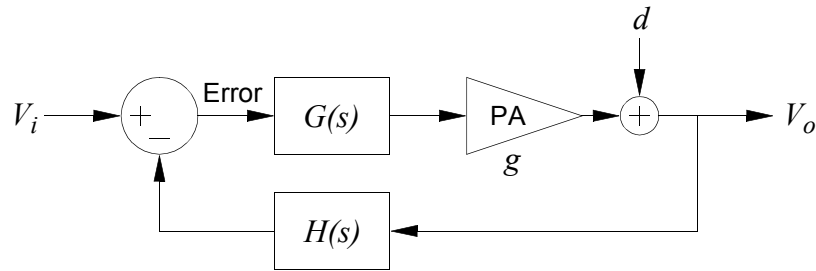 d
Error
V_i
+
−
G(s)
PA
+
V_o
g
H(s)